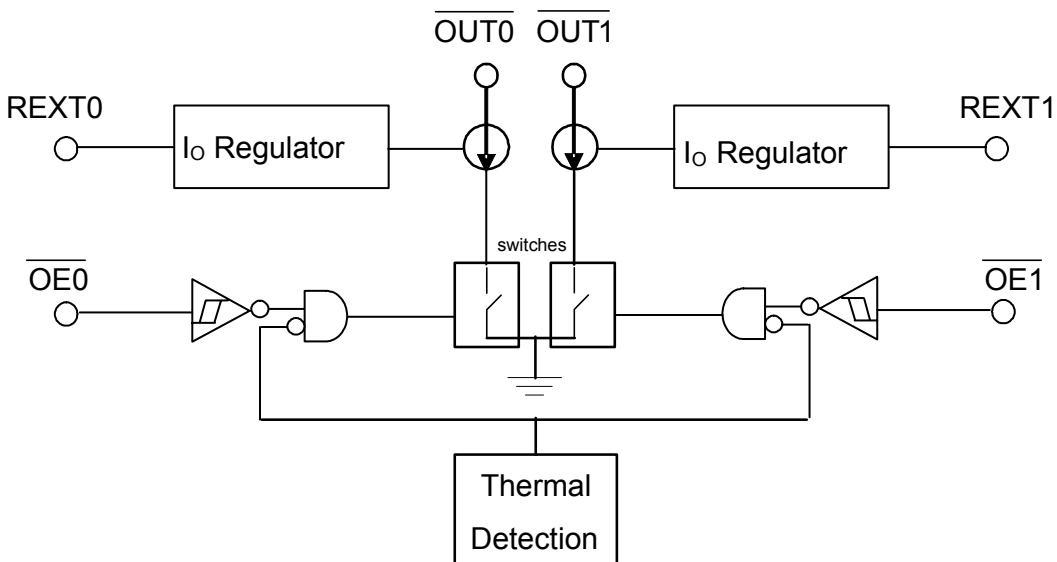 OUT0 OUT1
REXT0 REXT1
Io Regulator Io Regulator
switches
OE0 OE1
Thermal
Detection